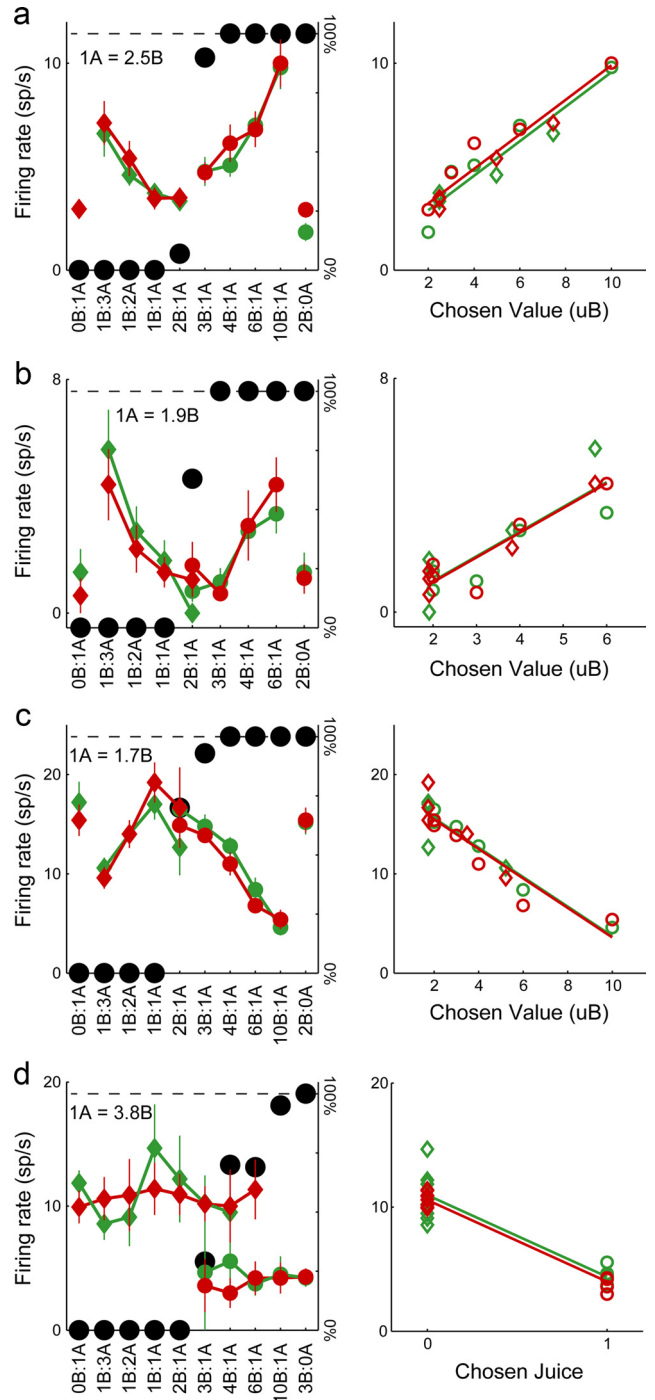 a
10
0
Firing rate (sp/s)
1A = 2.5B
100%
0%
0B:1A
1B:3A
1B:2A
1B:1A
2B:1A
3B:1A
4B:1A
6B:1A
10B:1A
2B:0A
10
0
2
4
6
8
10
Chosen Value (uB)
b
8
0
Firing rate (sp/s)
1A = 1.9B
100%
0%
0B:1A
1B:3A
1B:2A
1B:1A
2B:1A
3B:1A
4B:1A
6B:1A
2B:0A
8
0
2
3
4
5
6
Chosen Value (uB)
c
20
10
0
Firing rate (sp/s)
1A = 1.7B
100%
0%
0B:1A
1B:3A
1B:2A
1B:1A
2B:1A
3B:1A
4B:1A
6B:1A
10B:1A
2B:0A
20
10
0
2
4
6
8
10
Chosen Value (uB)
d
20
10
0
Firing rate (sp/s)
1A = 3.8B
100%
0%
0B:1A
1B:3A
1B:2A
1B:1A
2B:1A
3B:1A
4B:1A
6B:1A
10B:1A
3B:0A
20
10
0
0
1
Chosen Juice